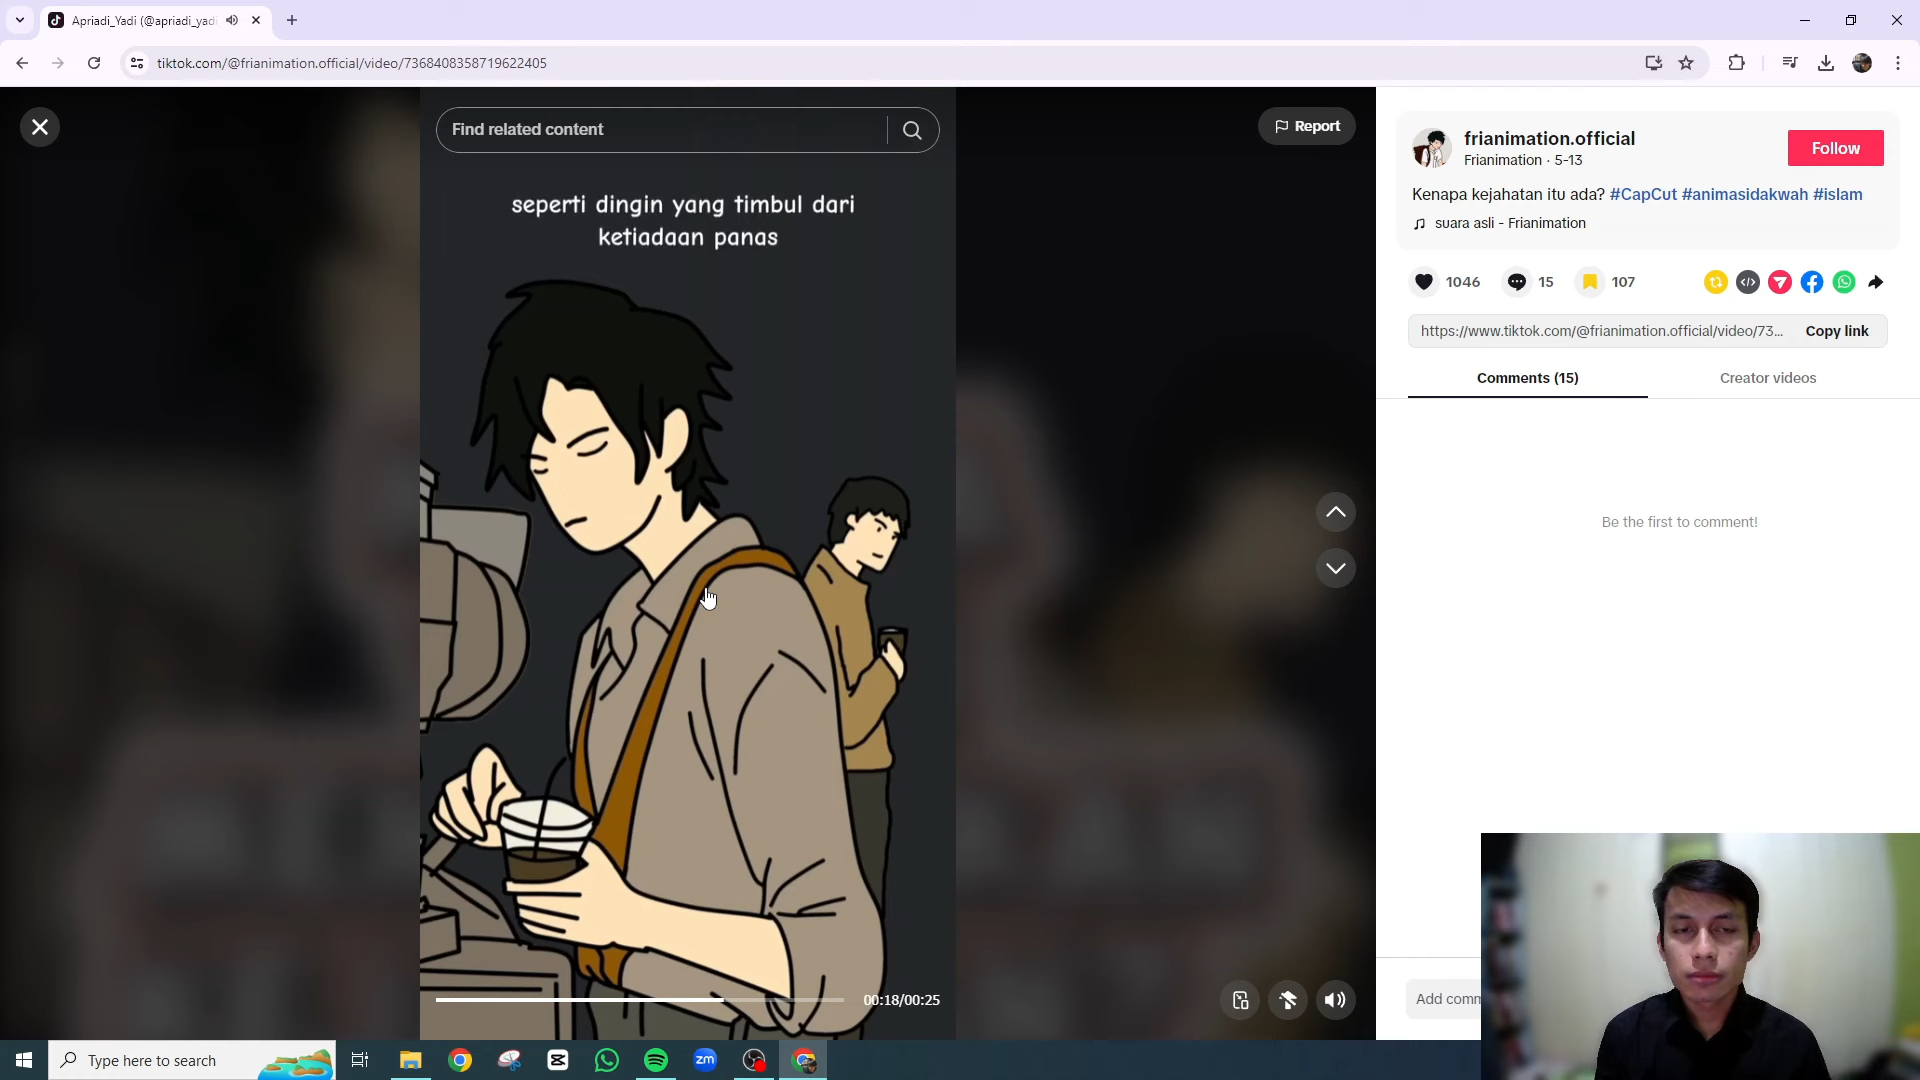 Apriadi_Yadi (@apriadi_yadi
tiktok.com/@frianimation.official/video/7368408358719622405
Find related content
Report
seperti dingin yang timbul dari
ketiadaan panas
00:18/00:25
frianimation.official
Frianimation · 5-13
Follow
Kenapa kejahatan itu ada? #CapCut #animasidakwah #islam
suara asli - Frianimation
1046
15
107
https://www.tiktok.com/@frianimation.official/video/73...
Copy link
Comments (15)
Creator videos
Be the first to comment!
Add comm
Type here to search
zm